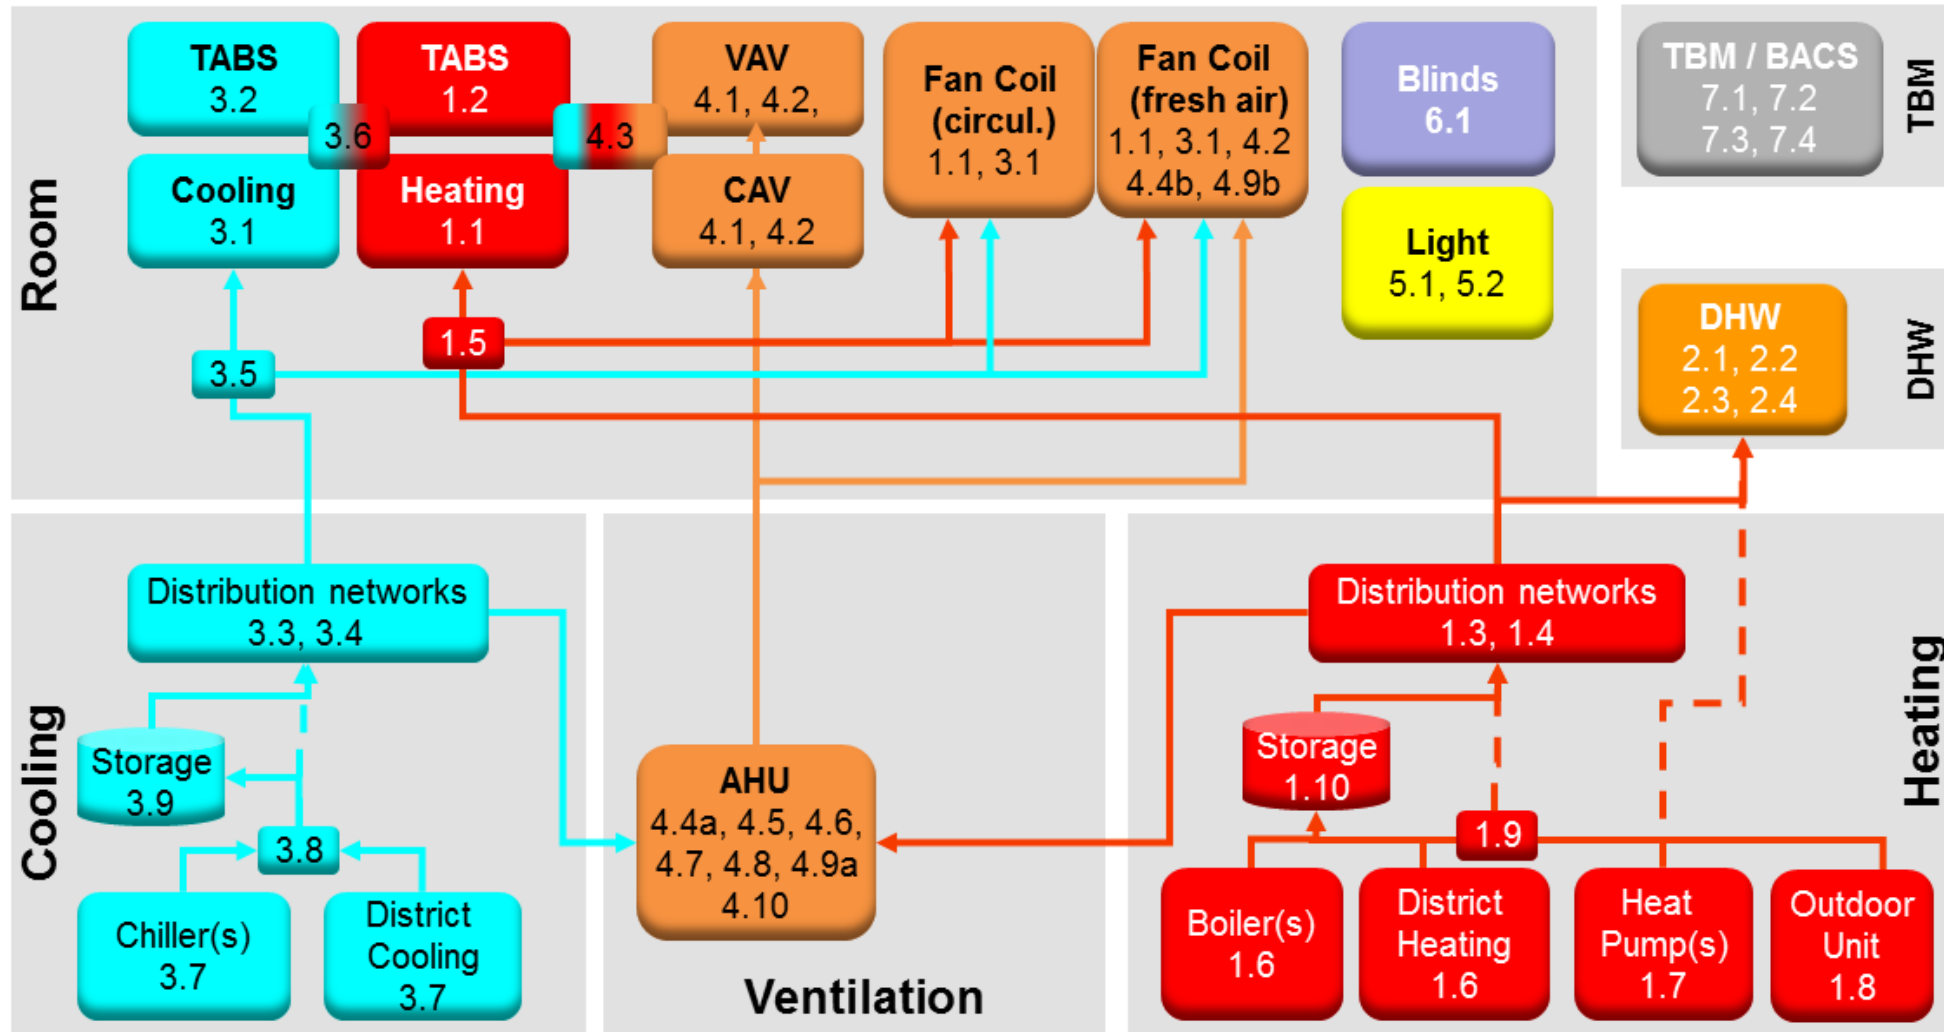 Room
TABS
3.2
TABS
1.2
VAV
4.1, 4.2,
3.6
4.3
Cooling
3.1
Heating
1.1
CAV
4.1, 4.2
Fan Coil
(circul.)
1.1, 3.1
Fan Coil
(fresh air)
1.1, 3.1, 4.2
4.4b, 4.9b
Blinds
6.1
Light
5.1, 5.2
1.5
3.5
TBM / BACS
7.1, 7.2
7.3, 7.4
TBM
DHW
2.1, 2.2
2.3, 2.4
DHW
Cooling
Distribution networks
3.3, 3.4
Storage
3.9
3.8
Chiller(s)
3.7
District
Cooling
3.7
AHU
4.4a, 4.5, 4.6,
4.7, 4.8, 4.9a
4.10
Ventilation
Distribution networks
1.3, 1.4
Storage
1.10
1.9
Boiler(s)
1.6
District
Heating
1.6
Heat
Pump(s)
1.7
Outdoor
Unit
1.8
Heating